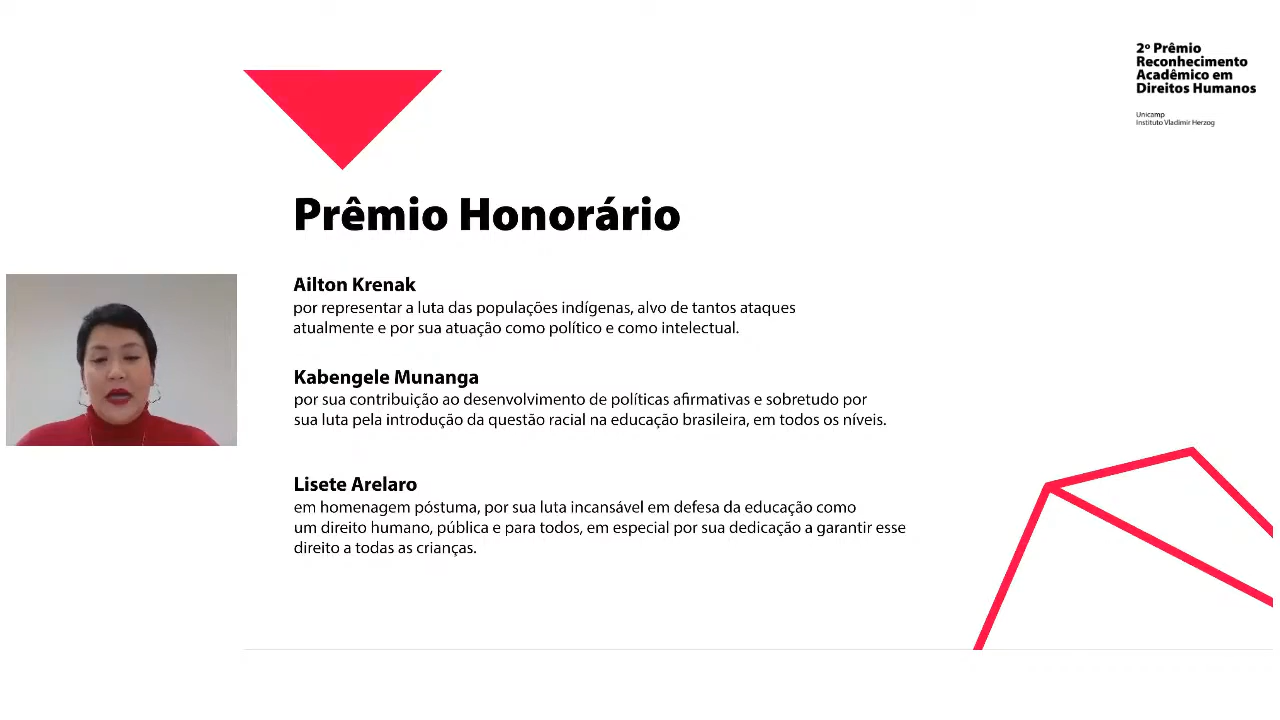 2º Prêmio
Reconhecimento
Acadêmico em
Direitos Humanos
Unicamp
Instituto Vladimir Herzog
Prêmio Honorário
Ailton Krenak
por representar a luta das populações indígenas, alvo de tantos ataques
atualmente e por sua atuação como político e como intelectual.
Kabengele Munanga
por sua contribuição ao desenvolvimento de políticas afirmativas e sobretudo por
sua luta pela introdução da questão racial na educação brasileira, em todos os níveis.
Lisete Arelaro
em homenagem póstuma, por sua luta incansável em defesa da educação como
um direito humano, pública e para todos, em especial por sua dedicação a garantir esse
direito a todas as crianças.